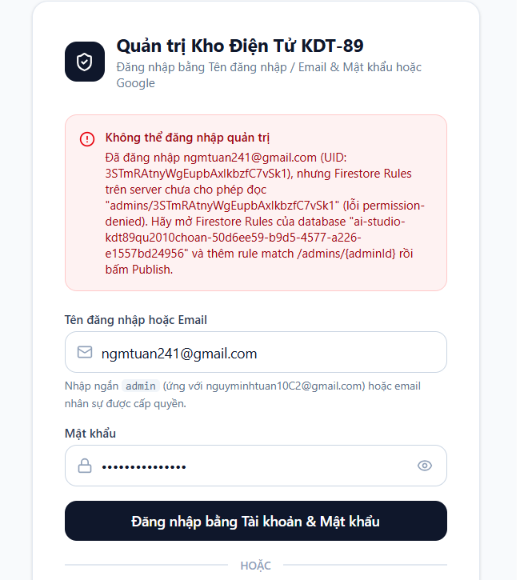 Quản trị Kho Điện Tử KDT-89
Đăng nhập bằng Tên đăng nhập / Email & Mật khẩu hoặc
Google
Không thể đăng nhập quản trị
Đã đăng nhập ngmtuan241@gmail.com (UID:
3STmRAtnyWgEupbAxlkbzfC7vSk1), nhưng Firestore Rules
trên server chưa cho phép đọc
"admins/3STmRAtnyWgEupbAxlkbzfC7vSk1" (lỗi permission-
denied). Hãy mở Firestore Rules của database "ai-studio-
kdt89qu2010choan-50d6ee59-b9d5-4577-a226-
e1557bd24956" và thêm rule match /admins/{adminId} rồi
bấm Publish.
Tên đăng nhập hoặc Email
ngmtuan241@gmail.com
Nhập ngắn admin (ứng với nguyminhtuan10C2@gmail.com) hoặc email
nhân sự được cấp quyền.
Mật khẩu
Đăng nhập bằng Tài khoản & Mật khẩu
HOẶC